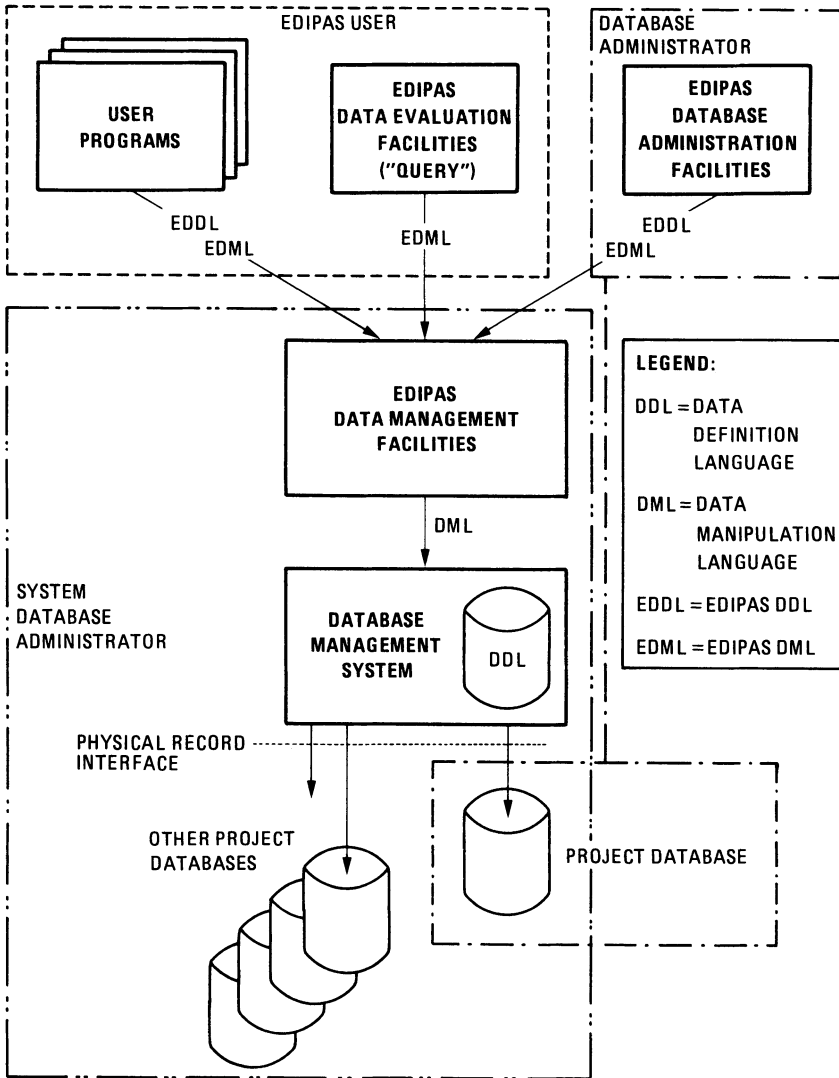 EDIPAS USER
USER
PROGRAMS
EDIPAS
DATA EVALUATION
FACILITIES
("QUERY")
DATABASE
ADMINISTRATOR
EDIPAS
DATABASE
ADMINISTRATION
FACILITIES
EDDL
EDML
EDML
EDDL
EDML
EDIPAS
DATA MANAGEMENT
FACILITIES
DML
SYSTEM
DATABASE
ADMINISTRATOR
DATABASE
MANAGEMENT
SYSTEM
DDL
PHYSICAL RECORD
INTERFACE
OTHER PROJECT
DATABASES
PROJECT DATABASE
LEGEND:
DDL = DATA
DEFINITION
LANGUAGE
DML = DATA
MANIPULATION
LANGUAGE
EDDL = EDIPAS DDL
EDML = EDIPAS DML